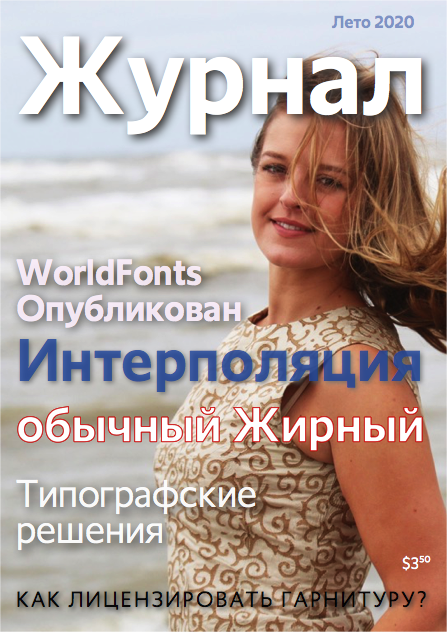 Лето 2020
Журнал
WorldFonts
Опубликован
Интерполяция
обычный Жирный
Типографские
решения
$3⁵⁰
КАК ЛИЦЕНЗИРОВАТЬ ГАРНИТУРУ?